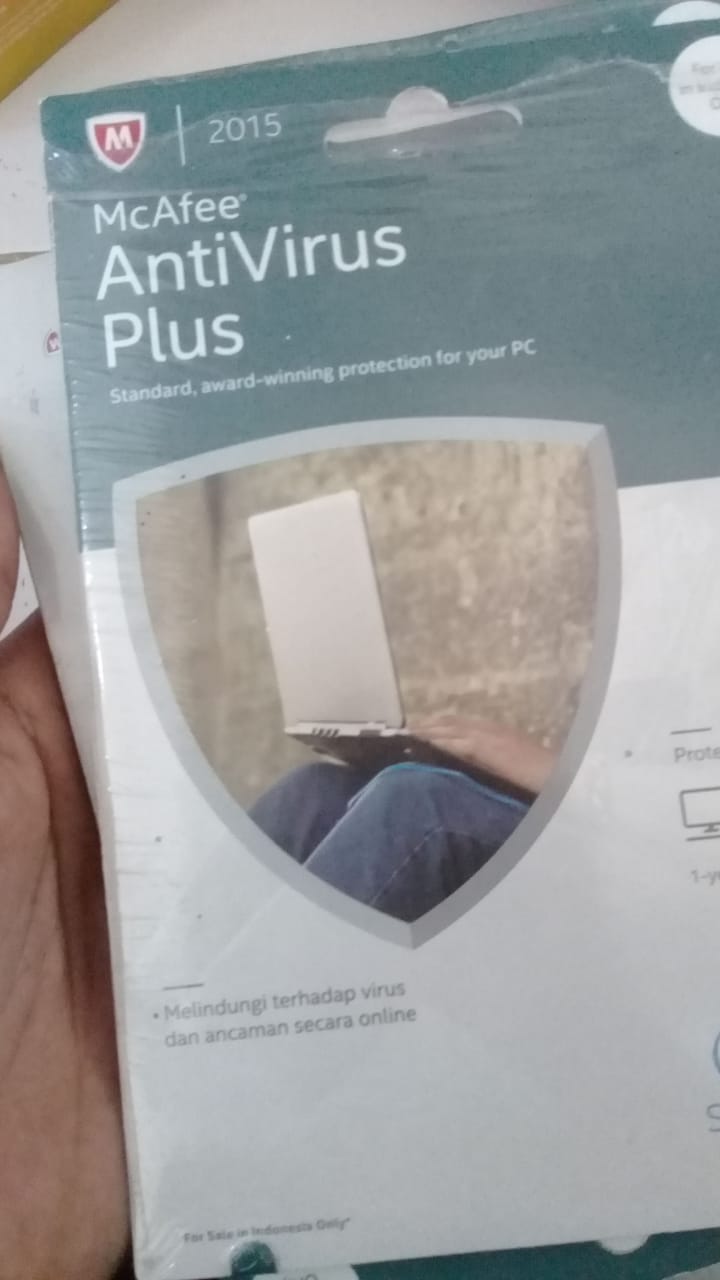 2015
McAfee®
AntiVirus
Plus
Standard, award-winning protection for your PC
• Melindungi terhadap virus
dan ancaman secara online
For Sale in Indonesia Only*